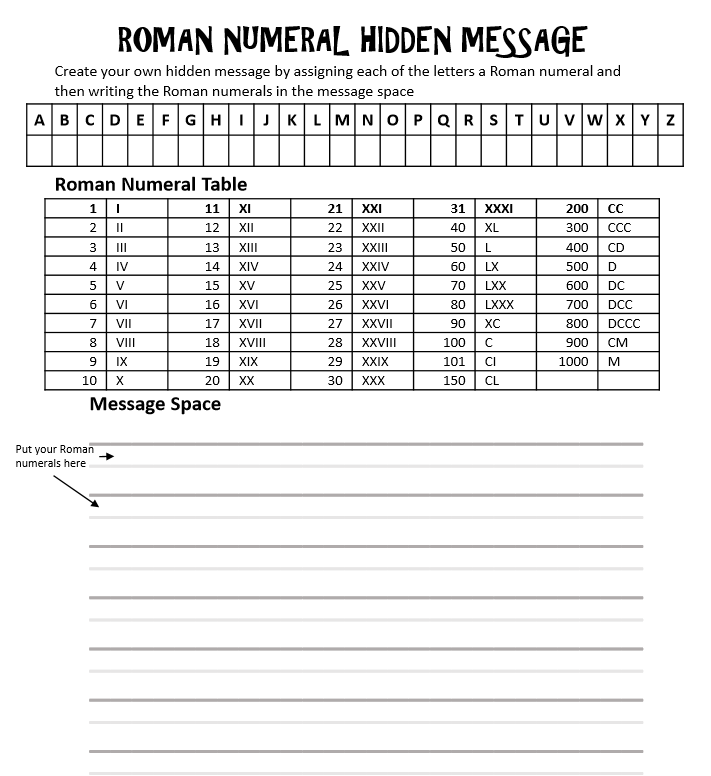 ROMAN NUMERAL HIDDEN MESSAGE
Create your own hidden message by assigning each of the letters a Roman numeral and
then writing the Roman numerals in the message space
A B C D E F G H I J K L M N O P Q R S T U V W X Y Z
Roman Numeral Table
1 I 11 XI 21 XXI 31 XXXI 200 CC
2 II 12 XII 22 XXII 40 XL 300 CCC
3 III 13 XIII 23 XXIII 50 L 400 CD
4 IV 14 XIV 24 XXIV 60 LX 500 D
5 V 15 XV 25 XXV 70 LXX 600 DC
6 VI 16 XVI 26 XXVI 80 LXXX 700 DCC
7 VII 17 XVII 27 XXVII 90 XC 800 DCCC
8 VIII 18 XVIII 28 XXVIII 100 C 900 CM
9 IX 19 XIX 29 XXIX 101 CI 1000 M
10 X 20 XX 30 XXX 150 CL
Message Space
Put your Roman
numerals here